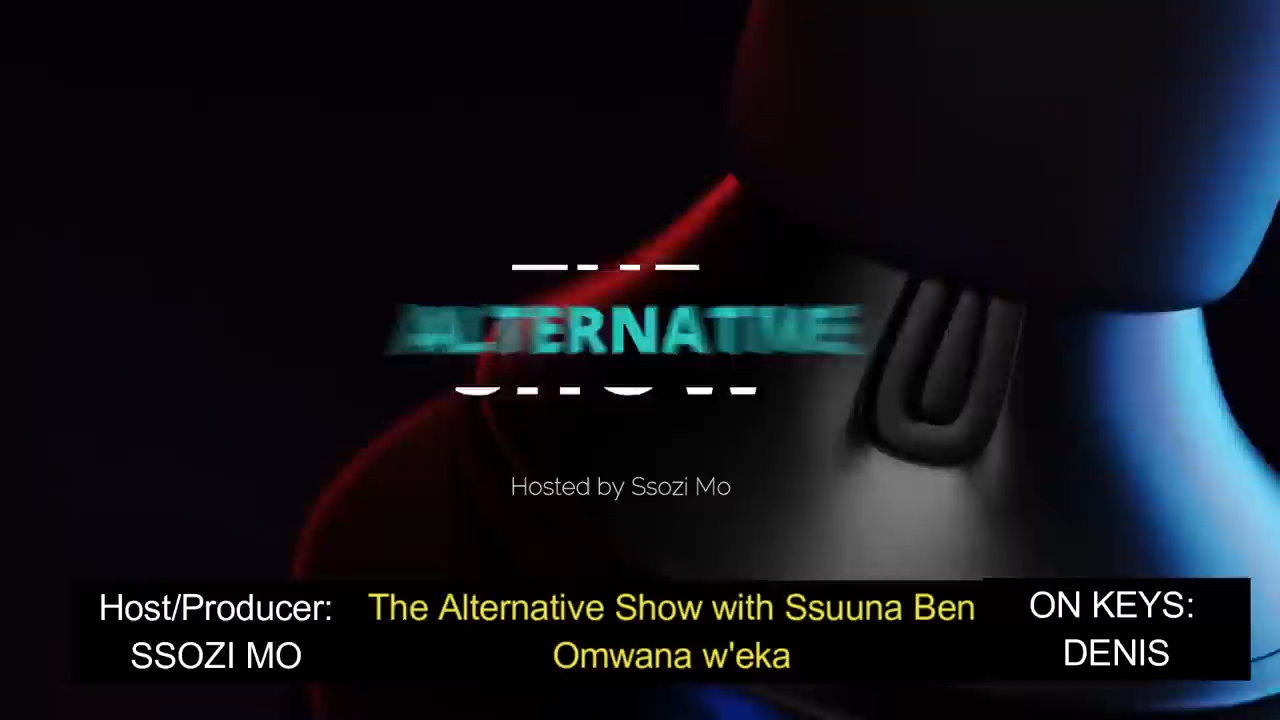 ALTERNATIVE
Hosted by Ssozi Mo
Host/Producer:
SSOZI MO
The Alternative Show with Ssuuna Ben
Omwana w'eka
ON KEYS:
DENIS